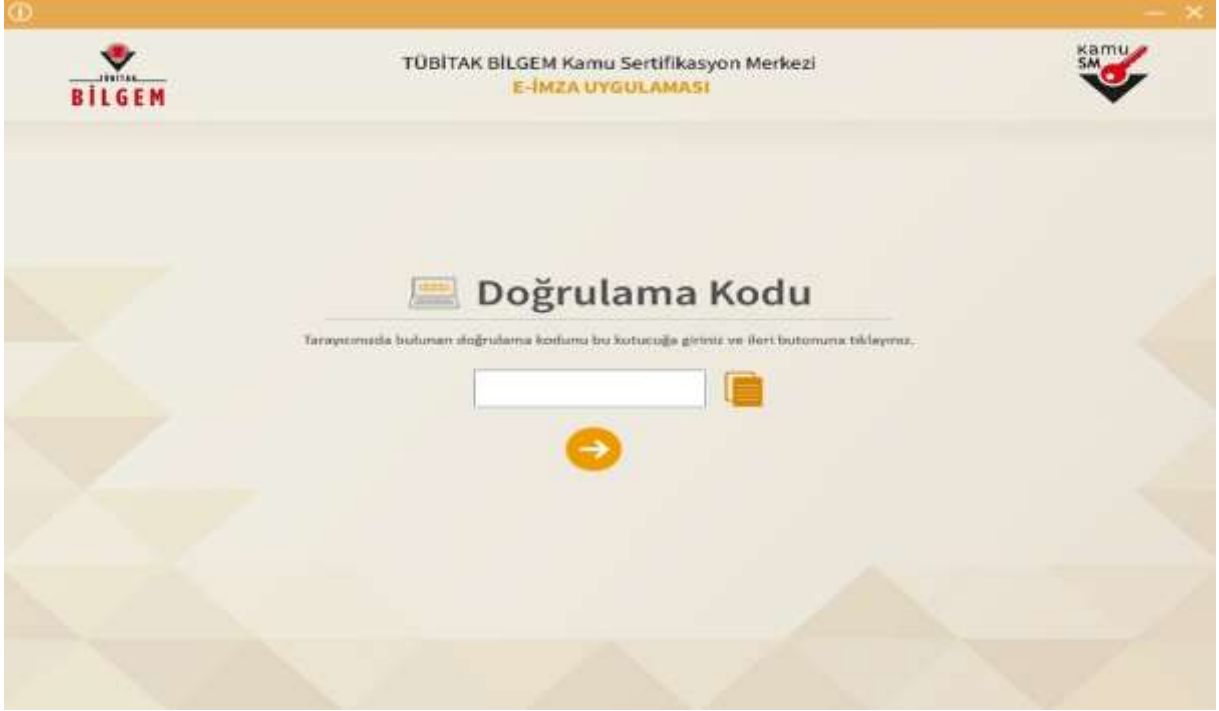 TÜBİTAK
BİLGEM
TÜBİTAK BİLGEM Kamu Sertifikasyon Merkezi
E-İMZA UYGULAMASI
Kamu
SM
Doğrulama Kodu
Tarayıcınızda bulunan doğrulama kodunu bu kutucuğa giriniz ve ileri butonuna tıklayınız.